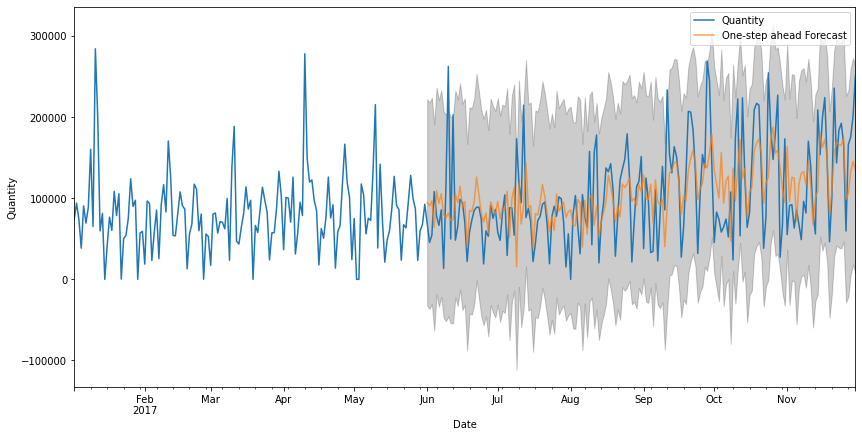 Quantity
One-step ahead Forecast
300000
200000
100000
0
−100000
Quantity
Feb
2017
Mar
Apr
May
Jun
Jul
Aug
Sep
Oct
Nov
Date